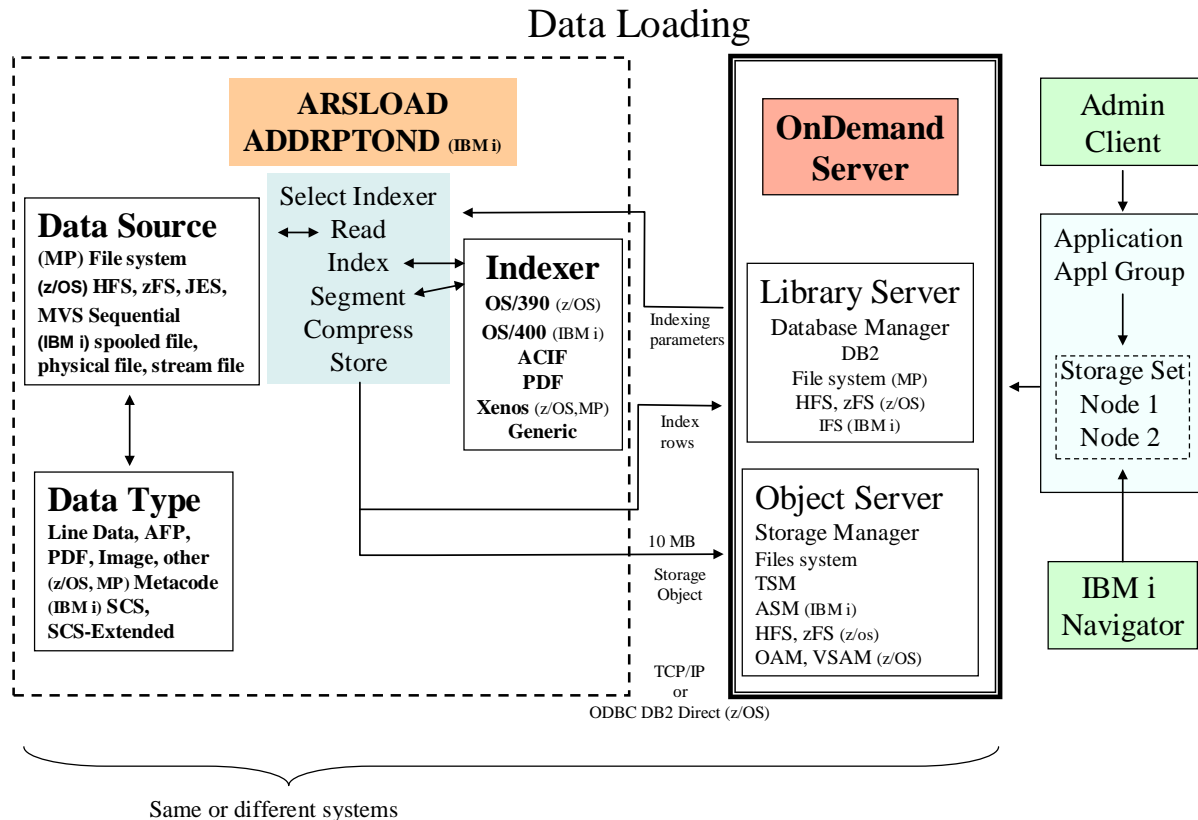 Data Loading
ARSLOAD
ADDRPTOND (IBM i)
Select Indexer
Read
Index
Segment
Compress
Store
Data Source
(MP) File system
(z/OS) HFS, zFS, JES,
MVS Sequential
(IBM i) spooled file,
physical file, stream file
Data Type
Line Data, AFP,
PDF, Image, other
(z/OS, MP) Metacode
(IBM i) SCS,
SCS-Extended
Indexer
OS/390 (z/OS)
OS/400 (IBM i)
ACIF
PDF
Xenos (z/OS,MP)
Generic
Indexing
parameters
Index
rows
10 MB
Storage
Object
TCP/IP
or
ODBC DB2 Direct (z/OS)
OnDemand
Server
Library Server
Database Manager
DB2
File system (MP)
HFS, zFS (z/OS)
IFS (IBM i)
Object Server
Storage Manager
Files system
TSM
ASM (IBM i)
HFS, zFS (z/os)
OAM, VSAM (z/OS)
Admin
Client
Application
Appl Group
Storage Set
Node 1
Node 2
IBM i
Navigator
Same or different systems